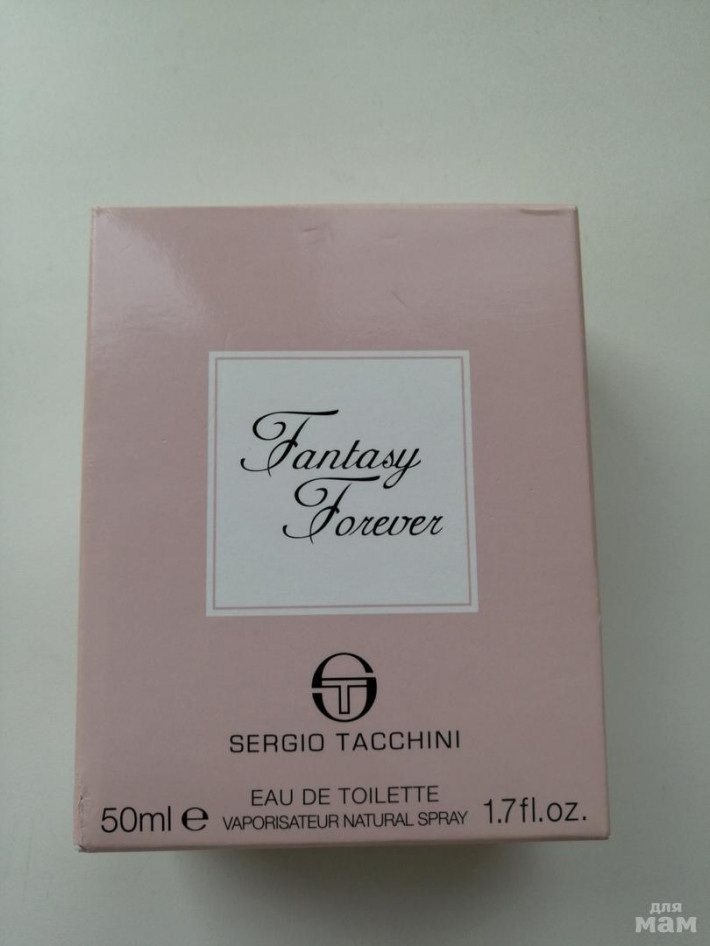 Fantasy
Forever
SERGIO TACCHINI
EAU DE TOILETTE
50ml e VAPORISATEUR NATURAL SPRAY 1.7fl.oz.
для
мам